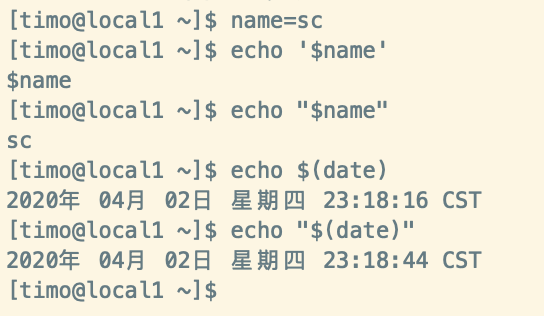 [timo@local1 ~]$ name=sc
[timo@local1 ~]$ echo '$name'
$name
[timo@local1 ~]$ echo "$name"
sc
[timo@local1 ~]$ echo $(date)
2020年 04月 02日 星期四 23:18:16 CST
[timo@local1 ~]$ echo "$(date)"
2020年 04月 02日 星期四 23:18:44 CST
[timo@local1 ~]$